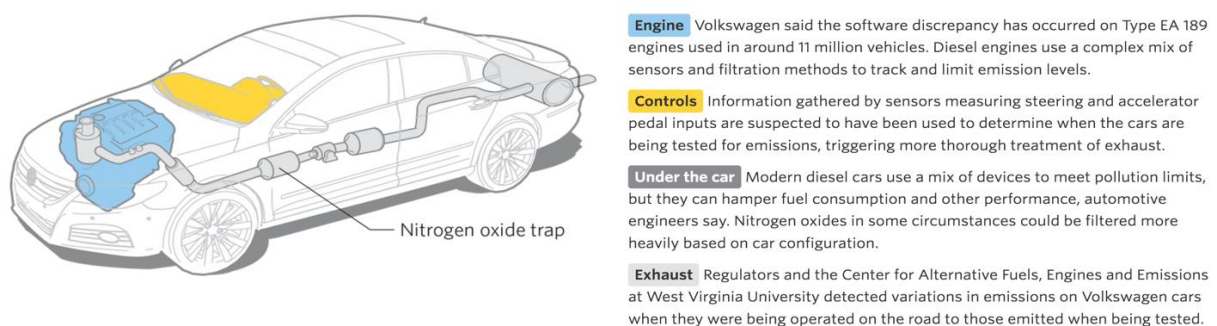 Nitrogen oxide trap
Engine Volkswagen said the software discrepancy has occurred on Type EA 189
engines used in around 11 million vehicles. Diesel engines use a complex mix of
sensors and filtration methods to track and limit emission levels.
Controls Information gathered by sensors measuring steering and accelerator
pedal inputs are suspected to have been used to determine when the cars are
being tested for emissions, triggering more thorough treatment of exhaust.
Under the car Modern diesel cars use a mix of devices to meet pollution limits,
but they can hamper fuel consumption and other performance, automotive
engineers say. Nitrogen oxides in some circumstances could be filtered more
heavily based on car configuration.
Exhaust Regulators and the Center for Alternative Fuels, Engines and Emissions
at West Virginia University detected variations in emissions on Volkswagen cars
when they were being operated on the road to those emitted when being tested.